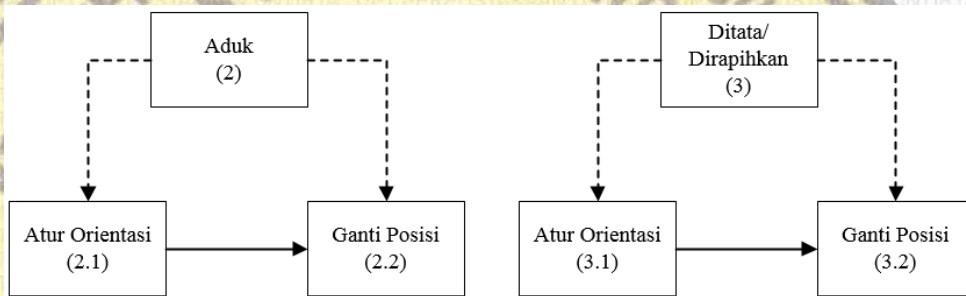 Aduk
(2)
Ditata/
Dirapihkan
(3)
Atur Orientasi
(2.1)
Ganti Posisi
(2.2)
Atur Orientasi
(3.1)
Ganti Posisi
(3.2)